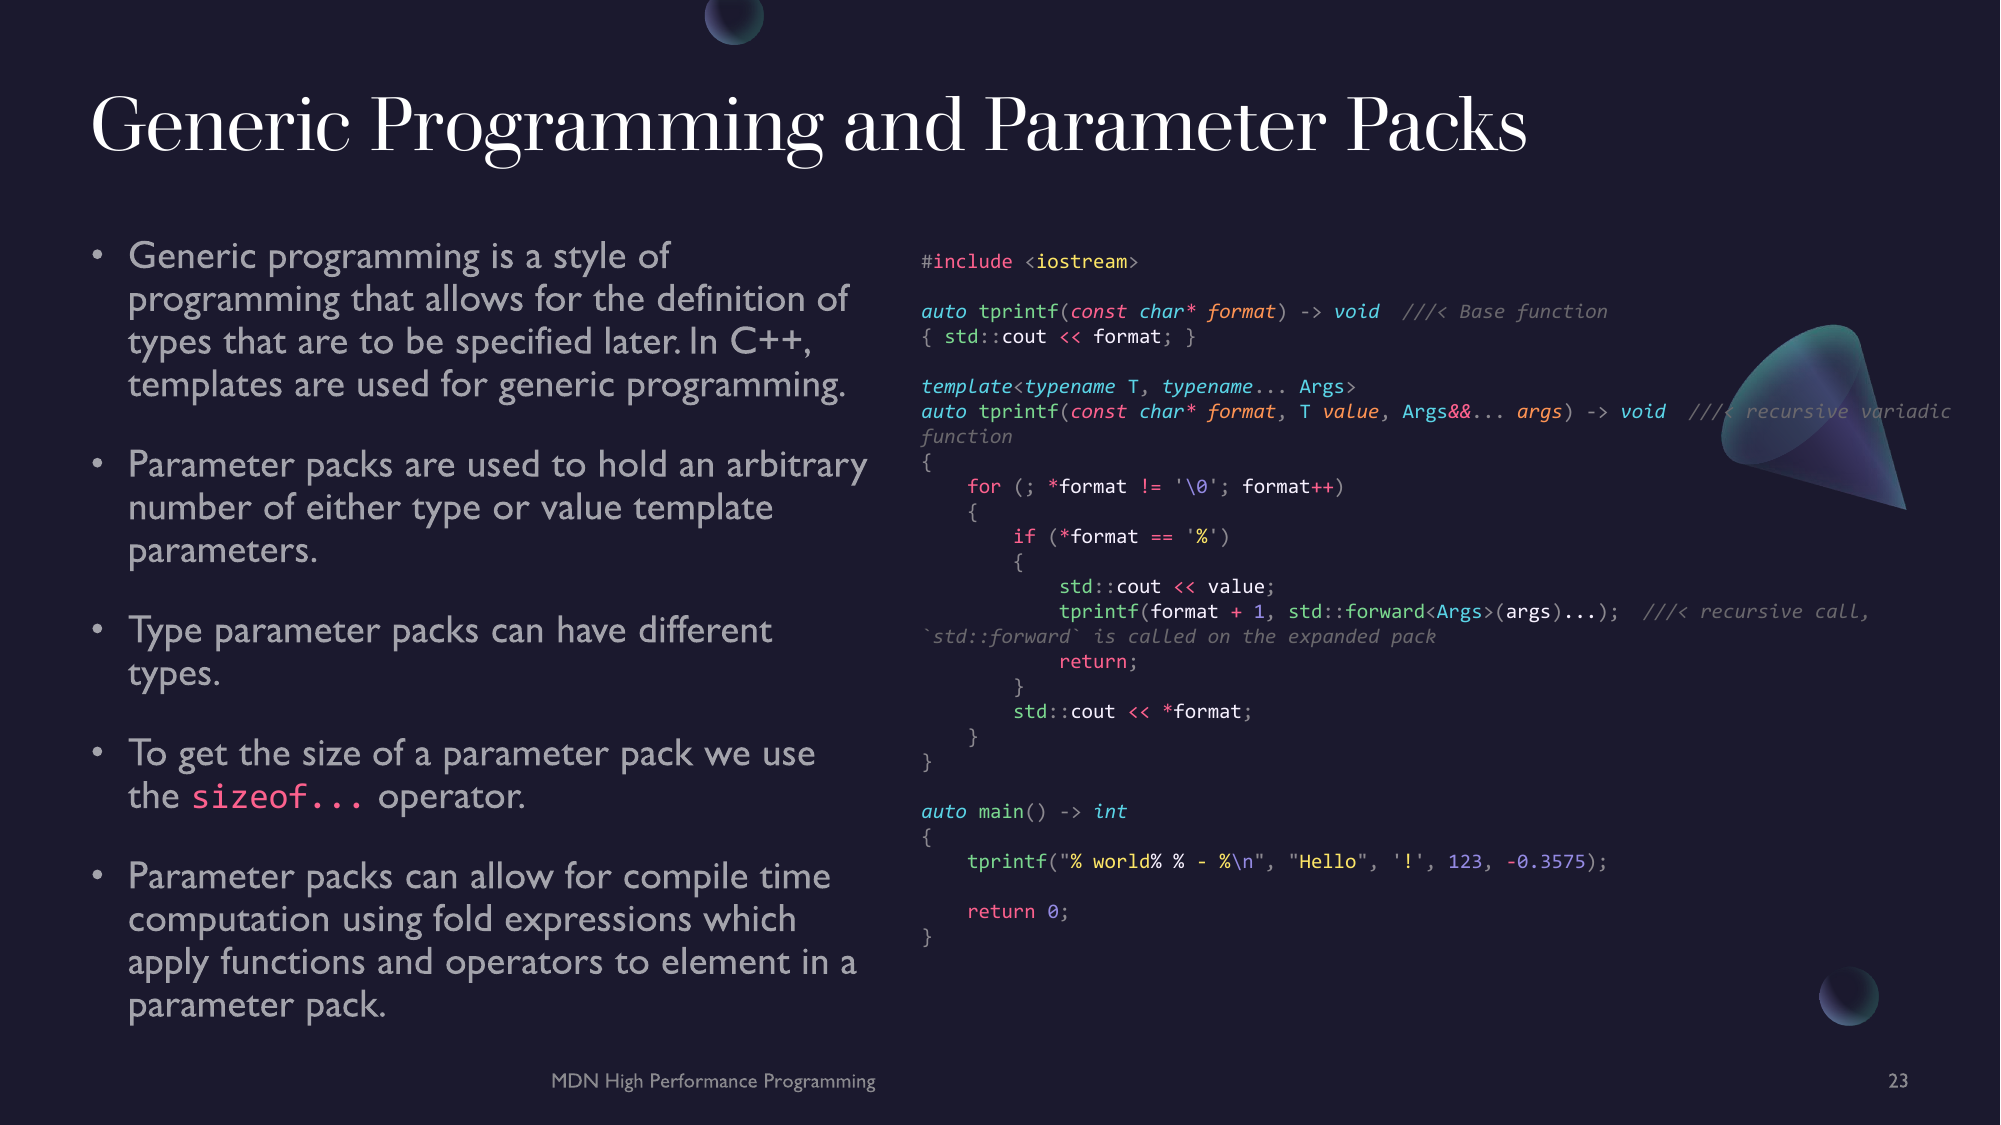 Generic Programming and Parameter Packs
• Generic programming is a style of
programming that allows for the definition of
types that are to be specified later. In C++,
templates are used for generic programming.
• Parameter packs are used to hold an arbitrary
number of either type or value template
parameters.
• Type parameter packs can have different
types.
• To get the size of a parameter pack we use
the sizeof... operator.
• Parameter packs can allow for compile time
computation using fold expressions which
apply functions and operators to element in a
parameter pack.
#include <iostream>
auto tprintf(const char* format) -> void  ///< Base function
{ std::cout << format; }
template<typename T, typename... Args>
auto tprintf(const char* format, T value, Args&&... args) -> void  ///< recursive variadic
function
{
    for (; *format != '\0'; format++)
    {
        if (*format == '%')
        {
            std::cout << value;
            tprintf(format + 1, std::forward<Args>(args)...);  ///< recursive call,
`std::forward` is called on the expanded pack
            return;
        }
        std::cout << *format;
    }
}
auto main() -> int
{
    tprintf("% world% % - %\n", "Hello", '!', 123, -0.3575);
    return 0;
}
MDN High Performance Programming
23